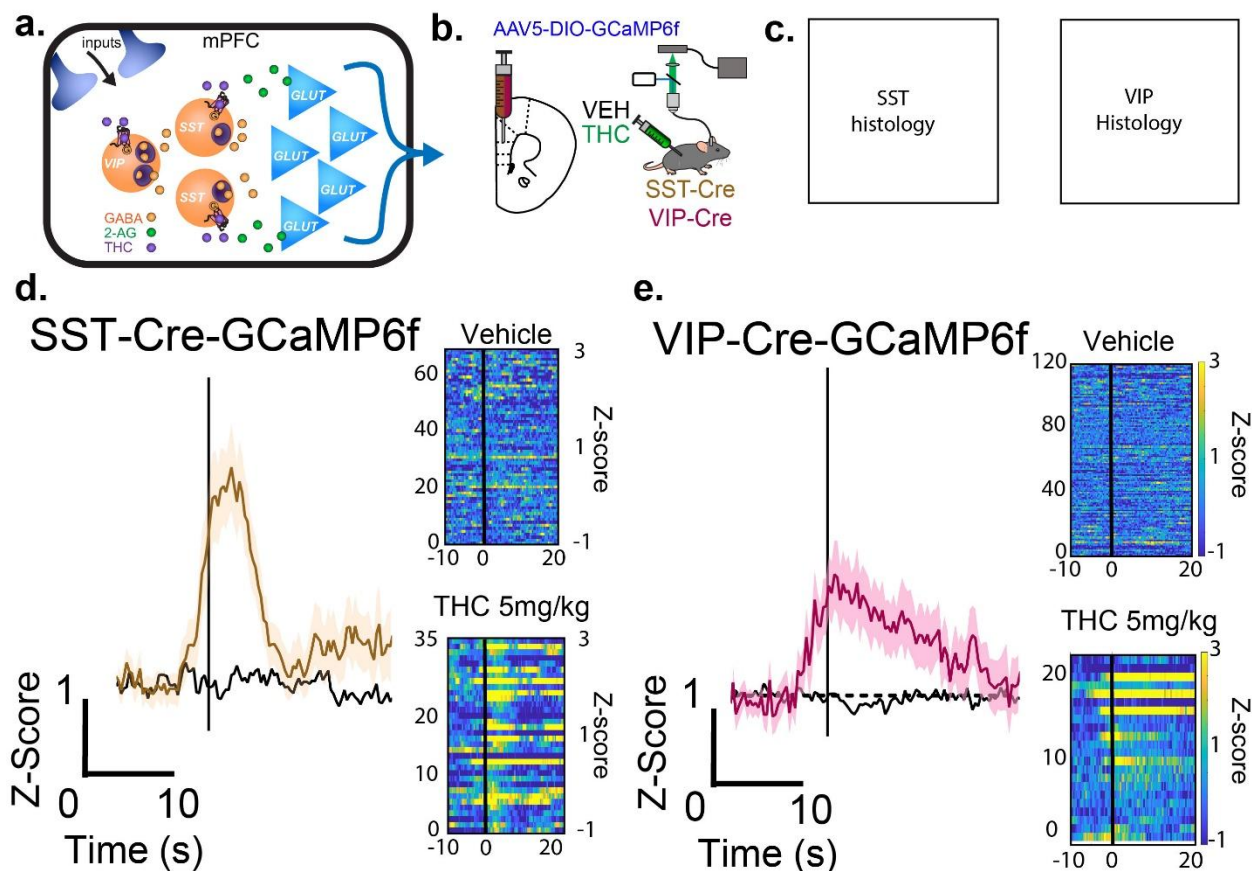 a.
inputs
mPFC
VIP
SST
SST
GLUT
GLUT
GLUT
GLUT
GLUT
GLUT
GABA
2-AG
THC
b.
AAV5-DIO-GCaMP6f
VEH
THC
SST-Cre
VIP-Cre
c.
SST
histology
VIP
Histology
d.
SST-Cre-GCaMP6f
1
Z-Score
0 10
Time (s)
Vehicle
60
40
20
0
-10 0 20
3
1
-1
Z-score
THC 5mg/kg
35
20
10
0
-10 0 20
3
1
-1
Z-score
e.
VIP-Cre-GCaMP6f
1
Z-Score
0 10
Time (s)
Vehicle
120
80
40
0
-10 0 20
3
1
-1
Z-score
THC 5mg/kg
20
10
0
-10 0 20
3
1
-1
Z-score